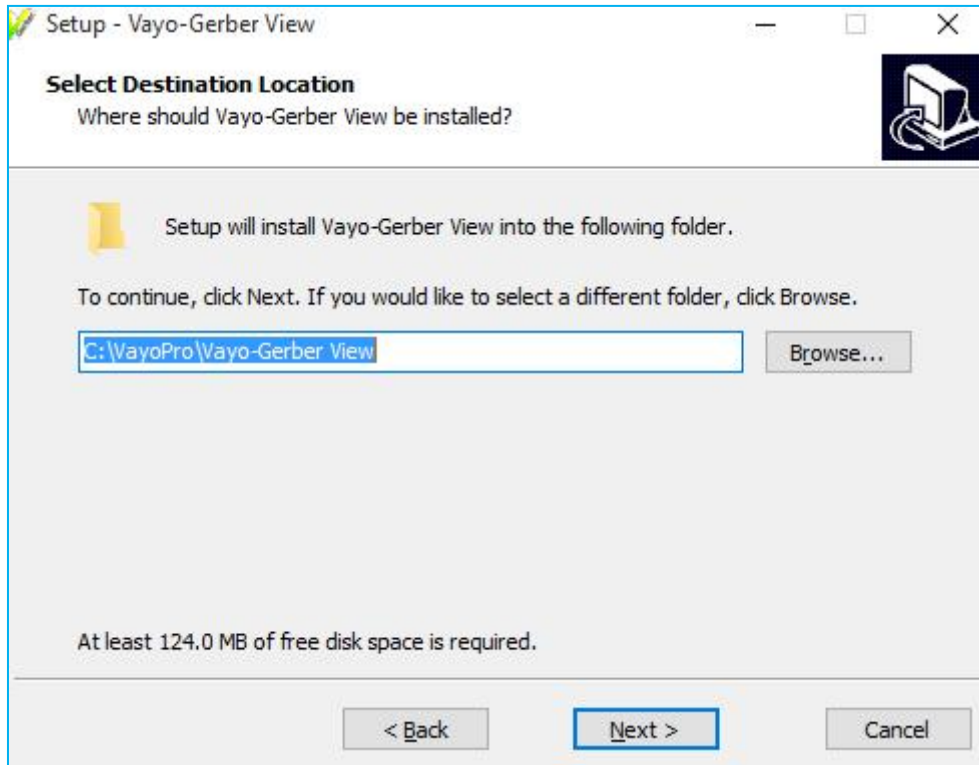 Setup - Vayo-Gerber View
Select Destination Location
Where should Vayo-Gerber View be installed?
Setup will install Vayo-Gerber View into the following folder.
To continue, click Next. If you would like to select a different folder, click Browse.
C:\VayoPro\Vayo-Gerber View
Browse...
At least 124.0 MB of free disk space is required.
< Back
Next >
Cancel